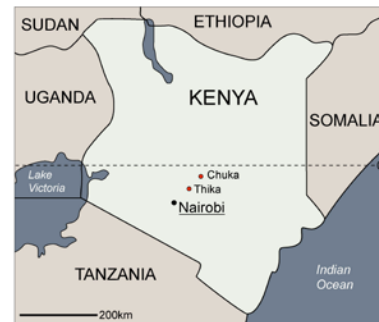 SUDAN
ETHIOPIA
UGANDA
KENYA
SOMALIA
Chuka
Lake
Victoria
Thika
Nairobi
TANZANIA
Indian
Ocean
200km